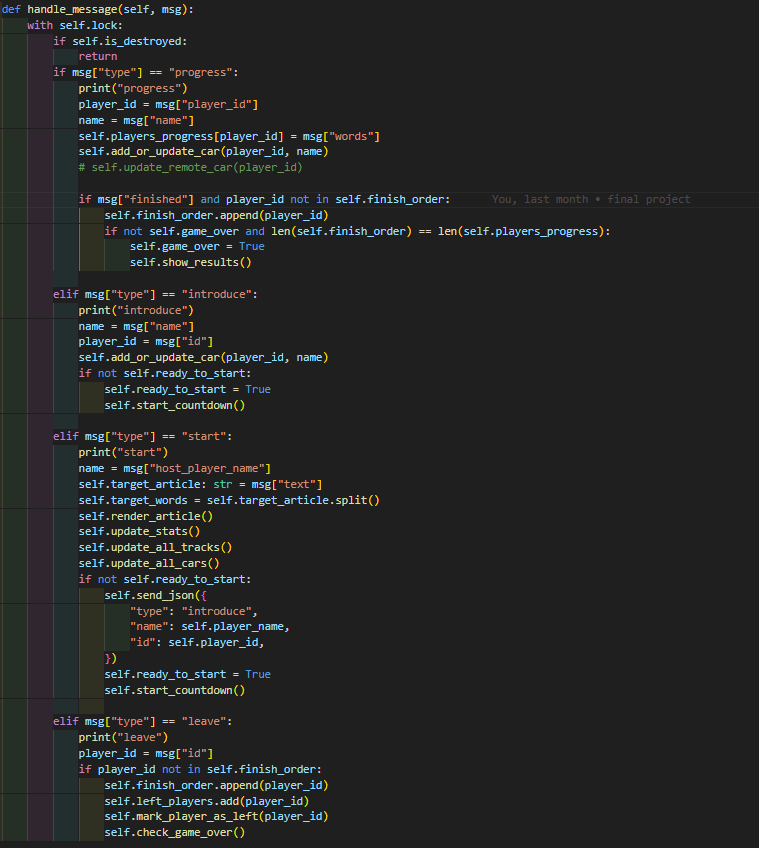 def handle_message(self, msg):
    with self.lock:
        if self.is_destroyed:
            return
        if msg["type"] == "progress":
            print("progress")
            player_id = msg["player_id"]
            name = msg["name"]
            self.players_progress[player_id] = msg["words"]
            self.add_or_update_car(player_id, name)
            # self.update_remote_car(player_id)

            if msg["finished"] and player_id not in self.finish_order:      You, last month • final project
                self.finish_order.append(player_id)
                if not self.game_over and len(self.finish_order) == len(self.players_progress):
                    self.game_over = True
                    self.show_results()

        elif msg["type"] == "introduce":
            print("introduce")
            name = msg["name"]
            player_id = msg["id"]
            self.add_or_update_car(player_id, name)
            if not self.ready_to_start:
                self.ready_to_start = True
                self.start_countdown()

        elif msg["type"] == "start":
            print("start")
            name = msg["host_player_name"]
            self.target_article: str = msg["text"]
            self.target_words = self.target_article.split()
            self.render_article()
            self.update_stats()
            self.update_all_tracks()
            self.update_all_cars()
            if not self.ready_to_start:
                self.send_json({
                    "type": "introduce",
                    "name": self.player_name,
                    "id": self.player_id,
                })
                self.ready_to_start = True
                self.start_countdown()

        elif msg["type"] == "leave":
            print("leave")
            player_id = msg["id"]
            if player_id not in self.finish_order:
                self.finish_order.append(player_id)
                self.left_players.add(player_id)
                self.mark_player_as_left(player_id)
                self.check_game_over()